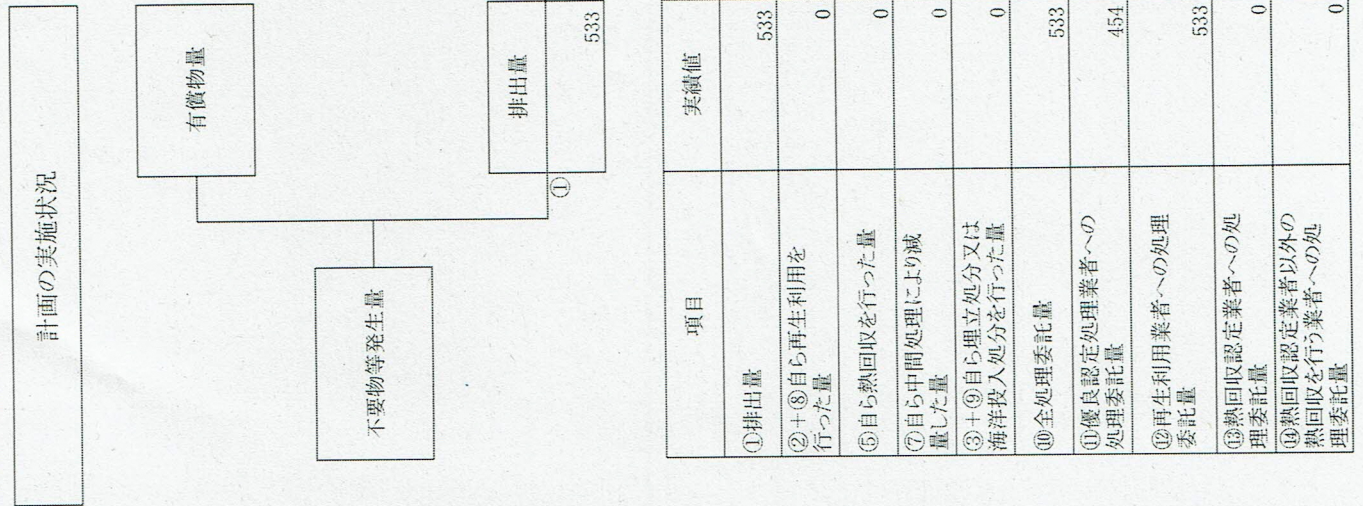 計画の実施状況
有償物量
不要物等発生量
排出量
①
533
項目
実績値
①排出量
533
②+⑧自ら再生利用を
行った量
0
⑤自ら熱回収を行った量
0
⑦自ら中間処理により減
量した量
0
③+⑨自ら埋立処分又は
海洋投入処分を行った量
0
⑩全処理委託量
533
⑪優良認定処理業者への
処理委託量
454
⑫再生利用業者への処理
委託量
533
⑬熱回収認定業者への処
理委託量
0
⑭熱回収認定業者以外の
熱回収を行う業者への処
理委託量
0